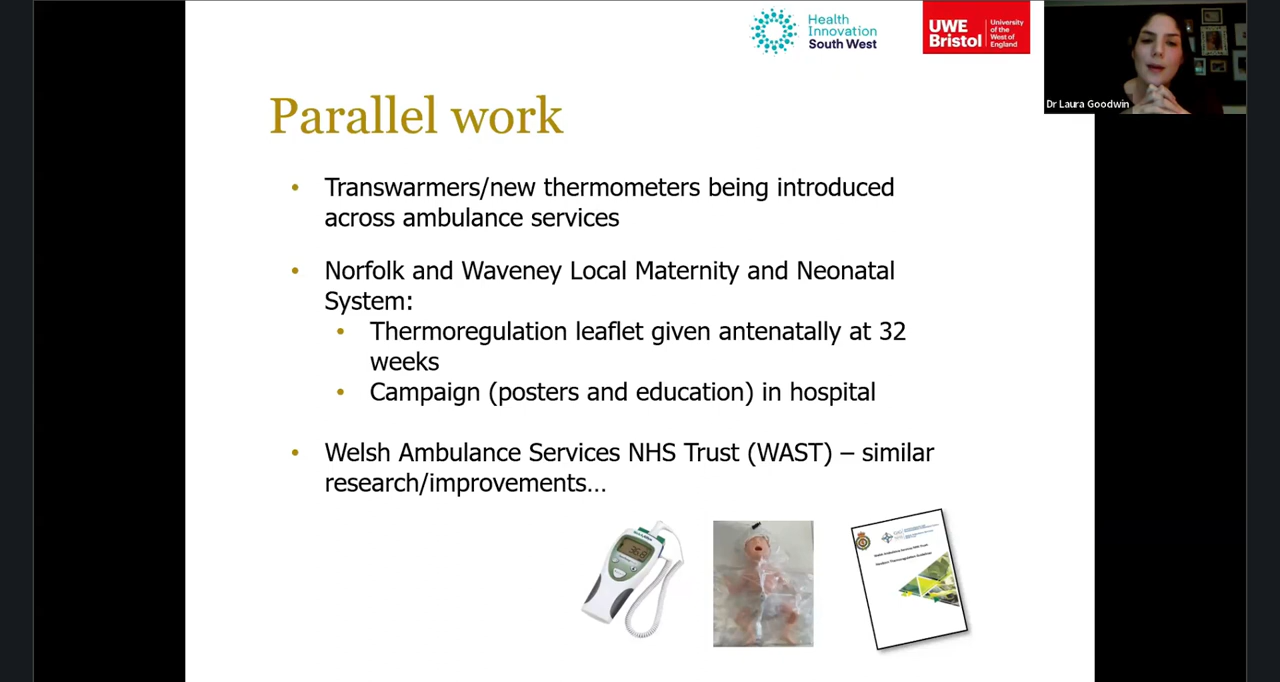 Health
Innovation
South West
UWE
Bristol
University
of the
West of
England
Dr Laura Goodwin
Parallel work
• Transwarmers/new thermometers being introduced
across ambulance services
• Norfolk and Waveney Local Maternity and Neonatal
System:
• Thermoregulation leaflet given antenatally at 32
weeks
• Campaign (posters and education) in hospital
• Welsh Ambulance Services NHS Trust (WAST) – similar
research/improvements...